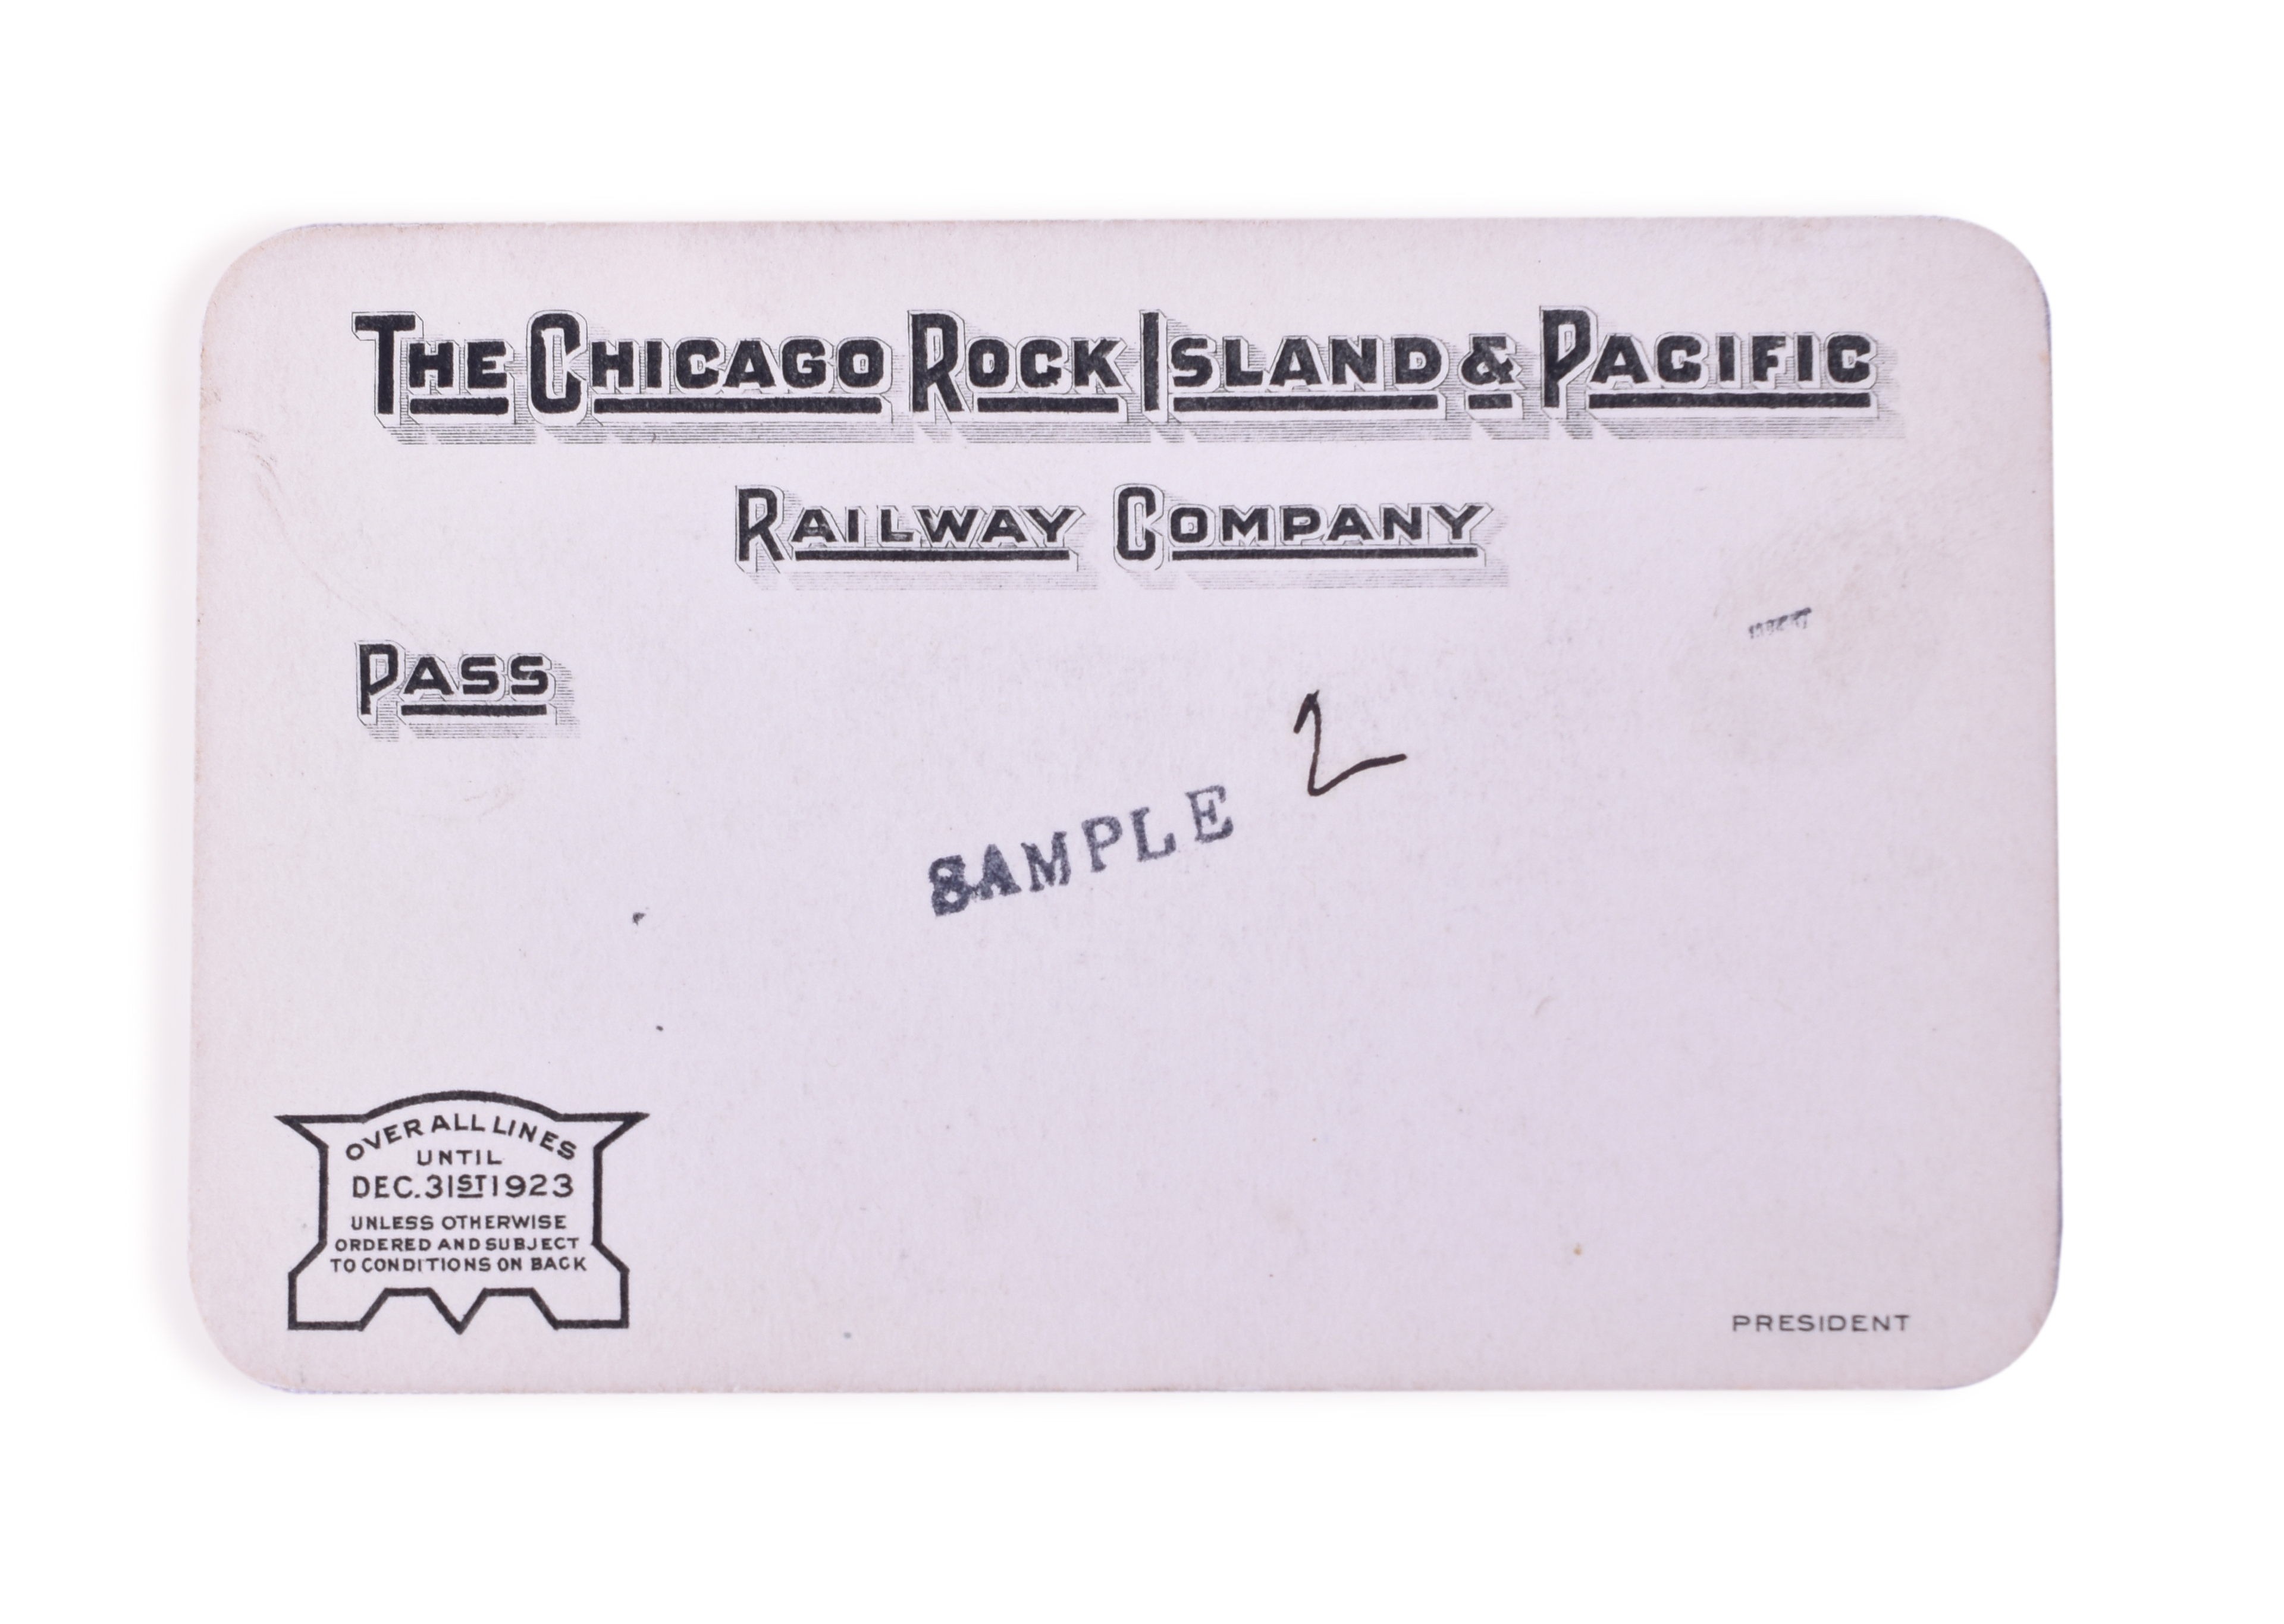 THE CHICAGO ROCK ISLAND & PACIFIC
RAILWAY COMPANY
PASS
2
SAMPLE
OVER ALL LINES
UNTIL
DEC. 31ST 1923
UNLESS OTHERWISE
ORDERED AND SUBJECT
TO CONDITIONS ON BACK
PRESIDENT